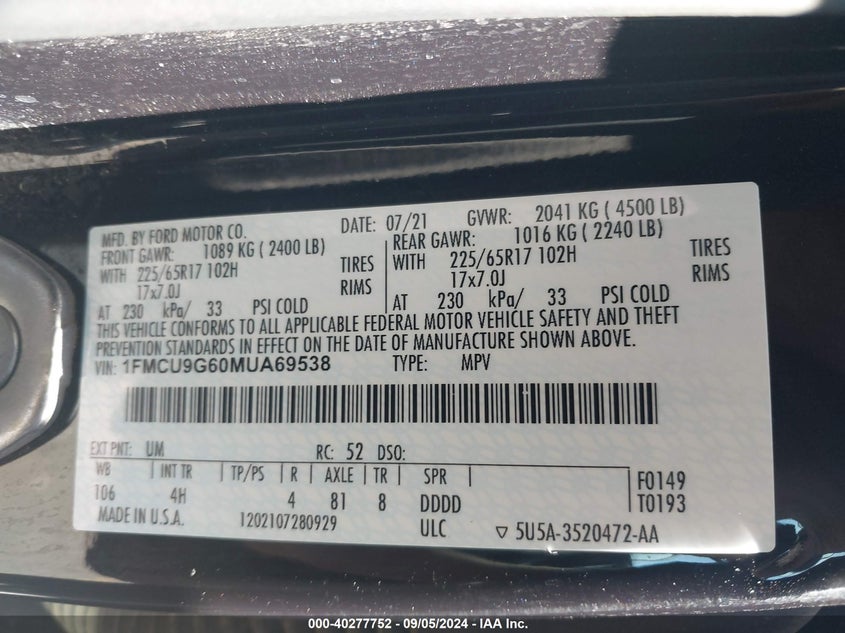 MFD. BY FORD MOTOR CO. DATE: 07/21 GVWR: 2041 KG ( 4500 LB)
FRONT GAWR: 1089 KG ( 2400 LB) REAR GAWR: 1016 KG ( 2240 LB)
WITH 225/65R17 102H TIRES WITH 225/65R17 102H TIRES
17x7.0J RIMS 17x7.0J RIMS
AT 230 kPa/ 33 PSI COLD AT 230 kPa/ 33 PSI COLD
THIS VEHICLE CONFORMS TO ALL APPLICABLE FEDERAL MOTOR VEHICLE SAFETY AND THEFT
PREVENTION STANDARDS IN EFFECT ON THE DATE OF MANUFACTURE SHOWN ABOVE.
VIN: 1FMCU9G60MUA69538 TYPE: MPV
EXT PNT: UM RC: 52 DSO:
WB INT TR TP/PS R AXLE TR SPR F0149
106 4H 4 81 8 DDDD T0193
MADE IN U.S.A. 1202107280929 ULC 5U5A-3520472-AA
000-40277752 - 09/05/2024 - IAA Inc.